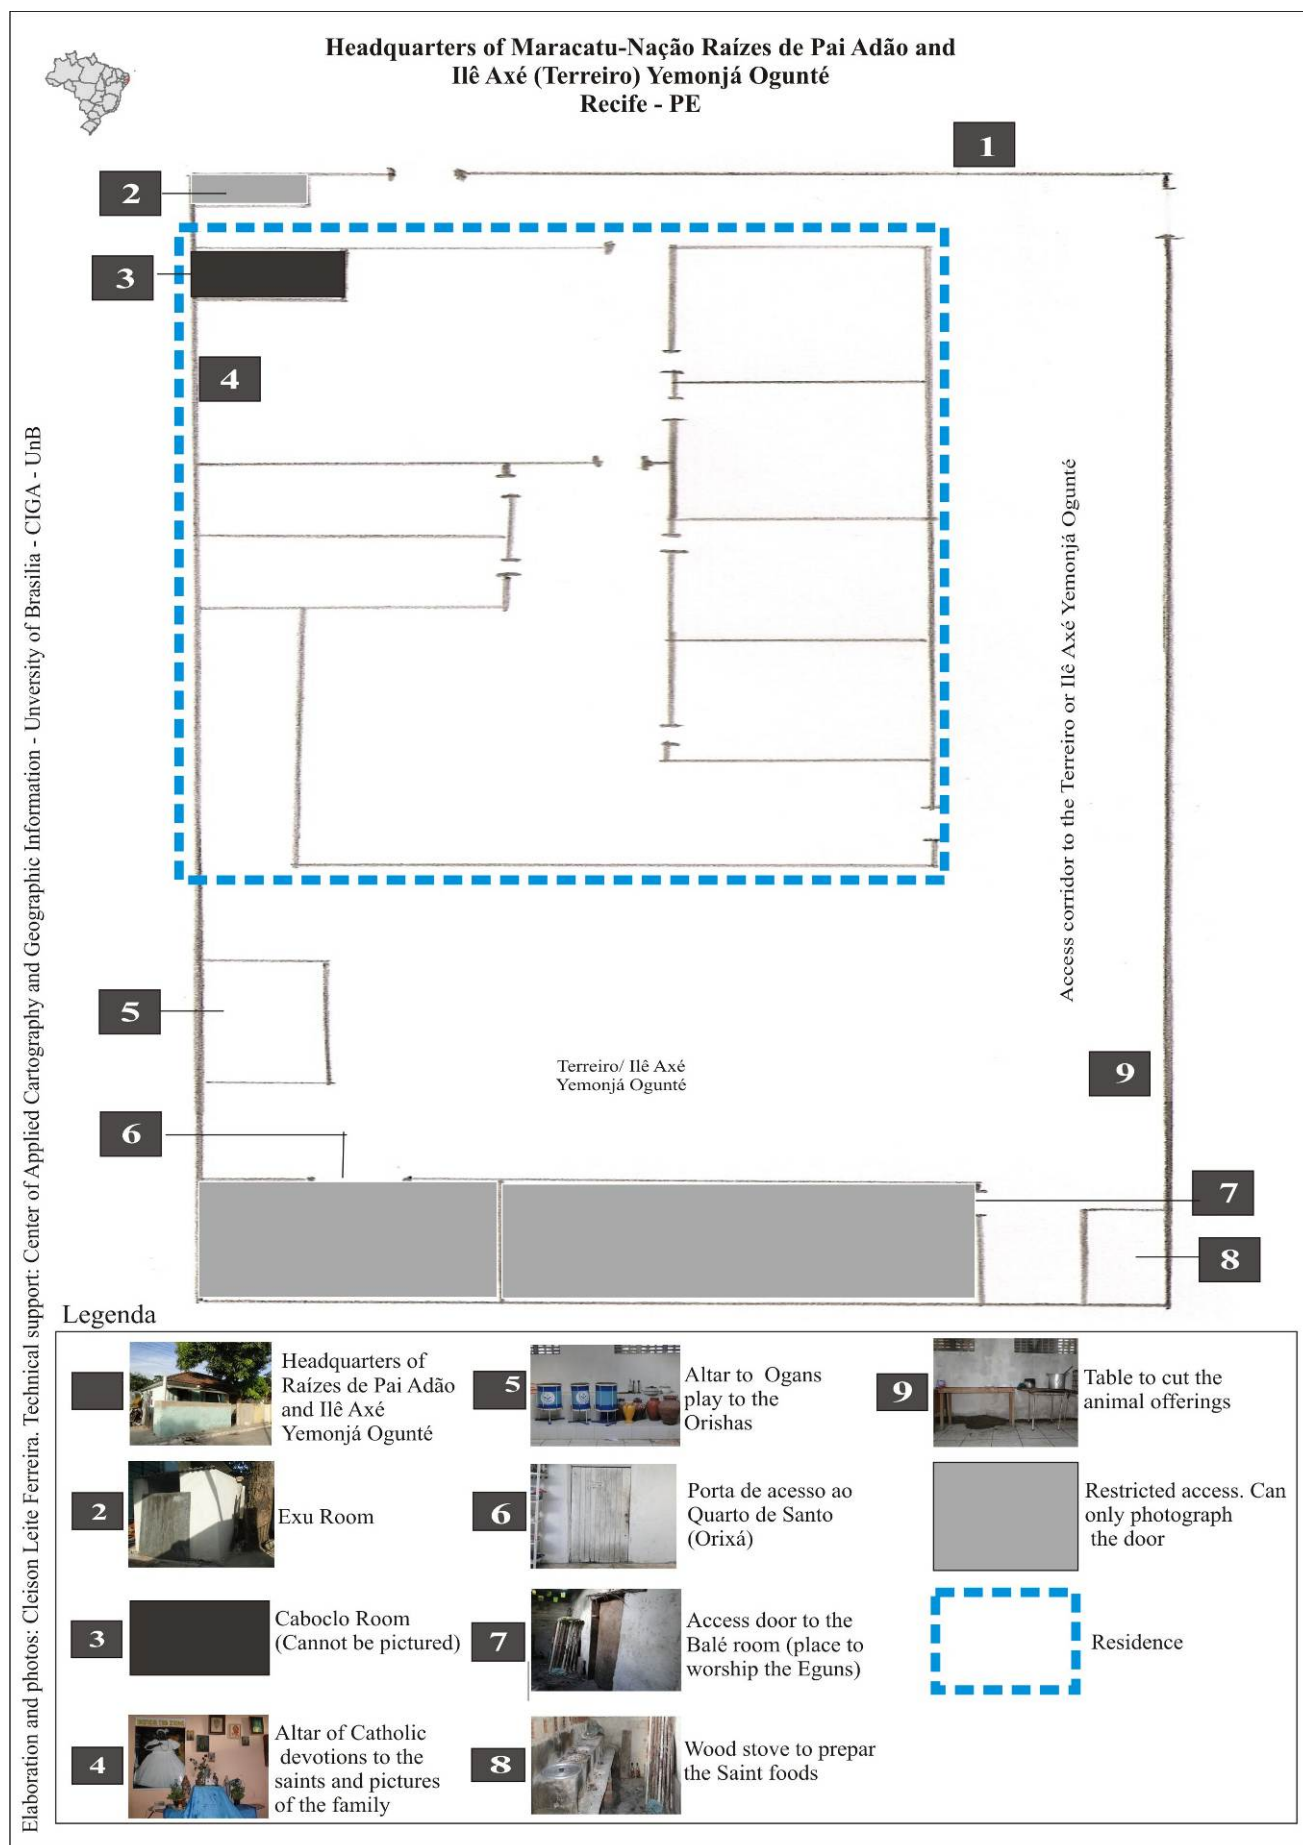 Headquarters of Maracatu-Nação Raízes de Pai Adão and
Ilê Axé (Terreiro) Yemonjá Ogunté
Recife - PE
1
2
3
4
Access corridor to the Terreiro or Ilê Axé Yemonjá Ogunté
5
Terreiro/ Ilê Axé
Yemonjá Ogunté
9
6
7
8
Elaboration and photos: Cleison Leite Ferreira. Technical support: Center of Applied Cartography and Geographic Information - Unversity of Brasilia - CIGA - UnB
Legenda
Headquarters of
Raízes de Pai Adão
and Ilê Axé
Yemonjá Ogunté
2
Exu Room
3
Caboclo Room
(Cannot be pictured)
4
Altar of Catholic
devotions to the
saints and pictures
of the family
5
Altar to Ogans
play to the
Orishas
6
Porta de acesso ao
Quarto de Santo
(Orixá)
7
Access door to the
Balé room (place to
worship the Eguns)
8
Wood stove to prepar
the Saint foods
9
Table to cut the
animal offerings
Restricted access. Can
only photograph
the door
Residence